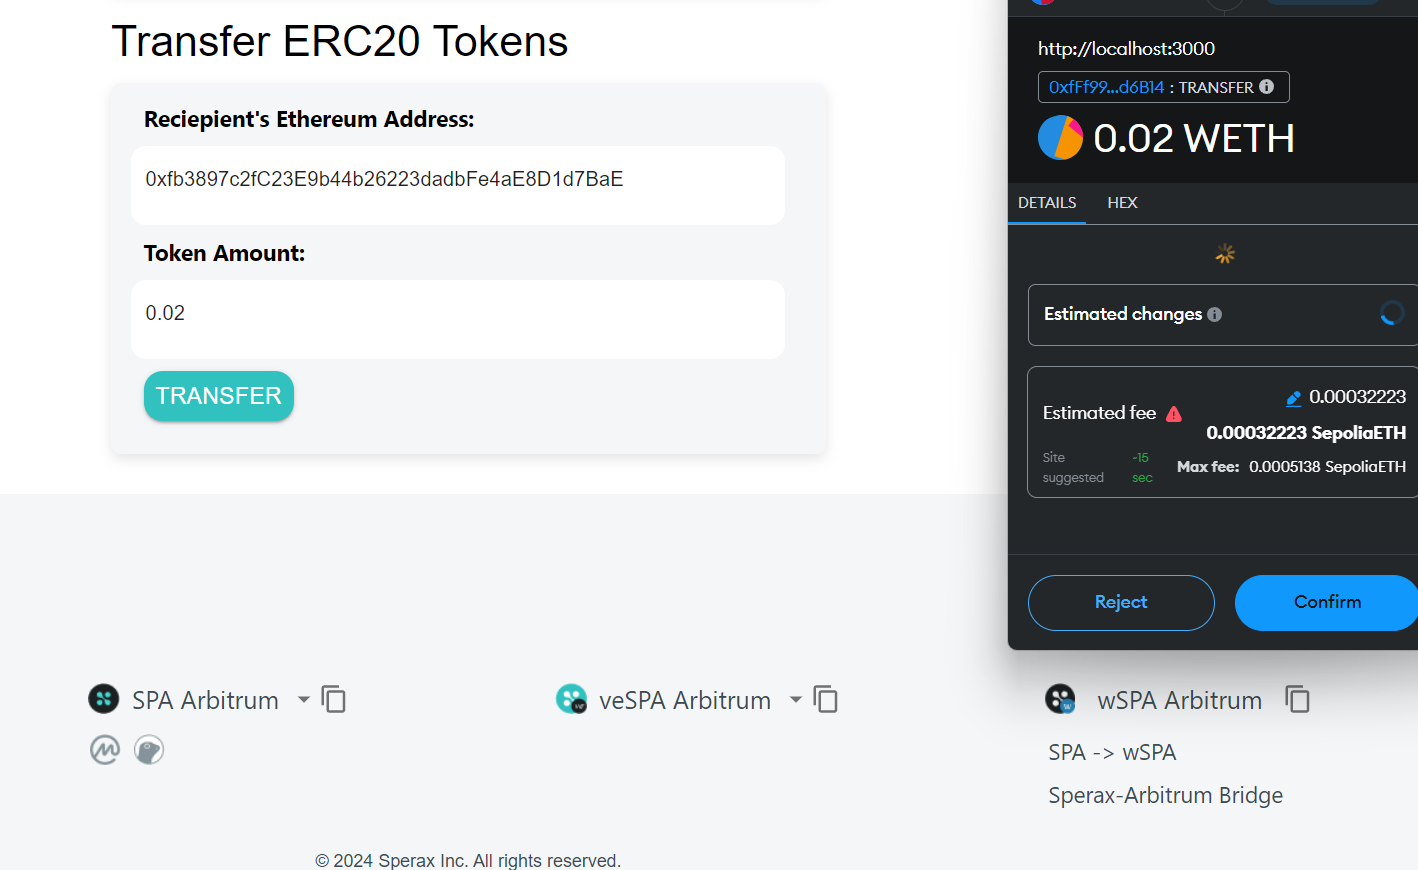 Transfer ERC20 Tokens
Reciepient's Ethereum Address:
0xfb3897c2fC23E9b44b26223dadbFe4aE8D1d7BaE
Token Amount:
0.02
TRANSFER
http://localhost:3000
0xfFf99...d6B14 : TRANSFER
0.02 WETH
DETAILS HEX
Estimated changes
Estimated fee
0.00032223
0.00032223 SepoliaETH
Site suggested
~15 sec
Max fee: 0.0005138 SepoliaETH
Reject
Confirm
SPA Arbitrum
veSPA Arbitrum
wSPA Arbitrum
SPA -> wSPA
Sperax-Arbitrum Bridge
© 2024 Sperax Inc. All rights reserved.